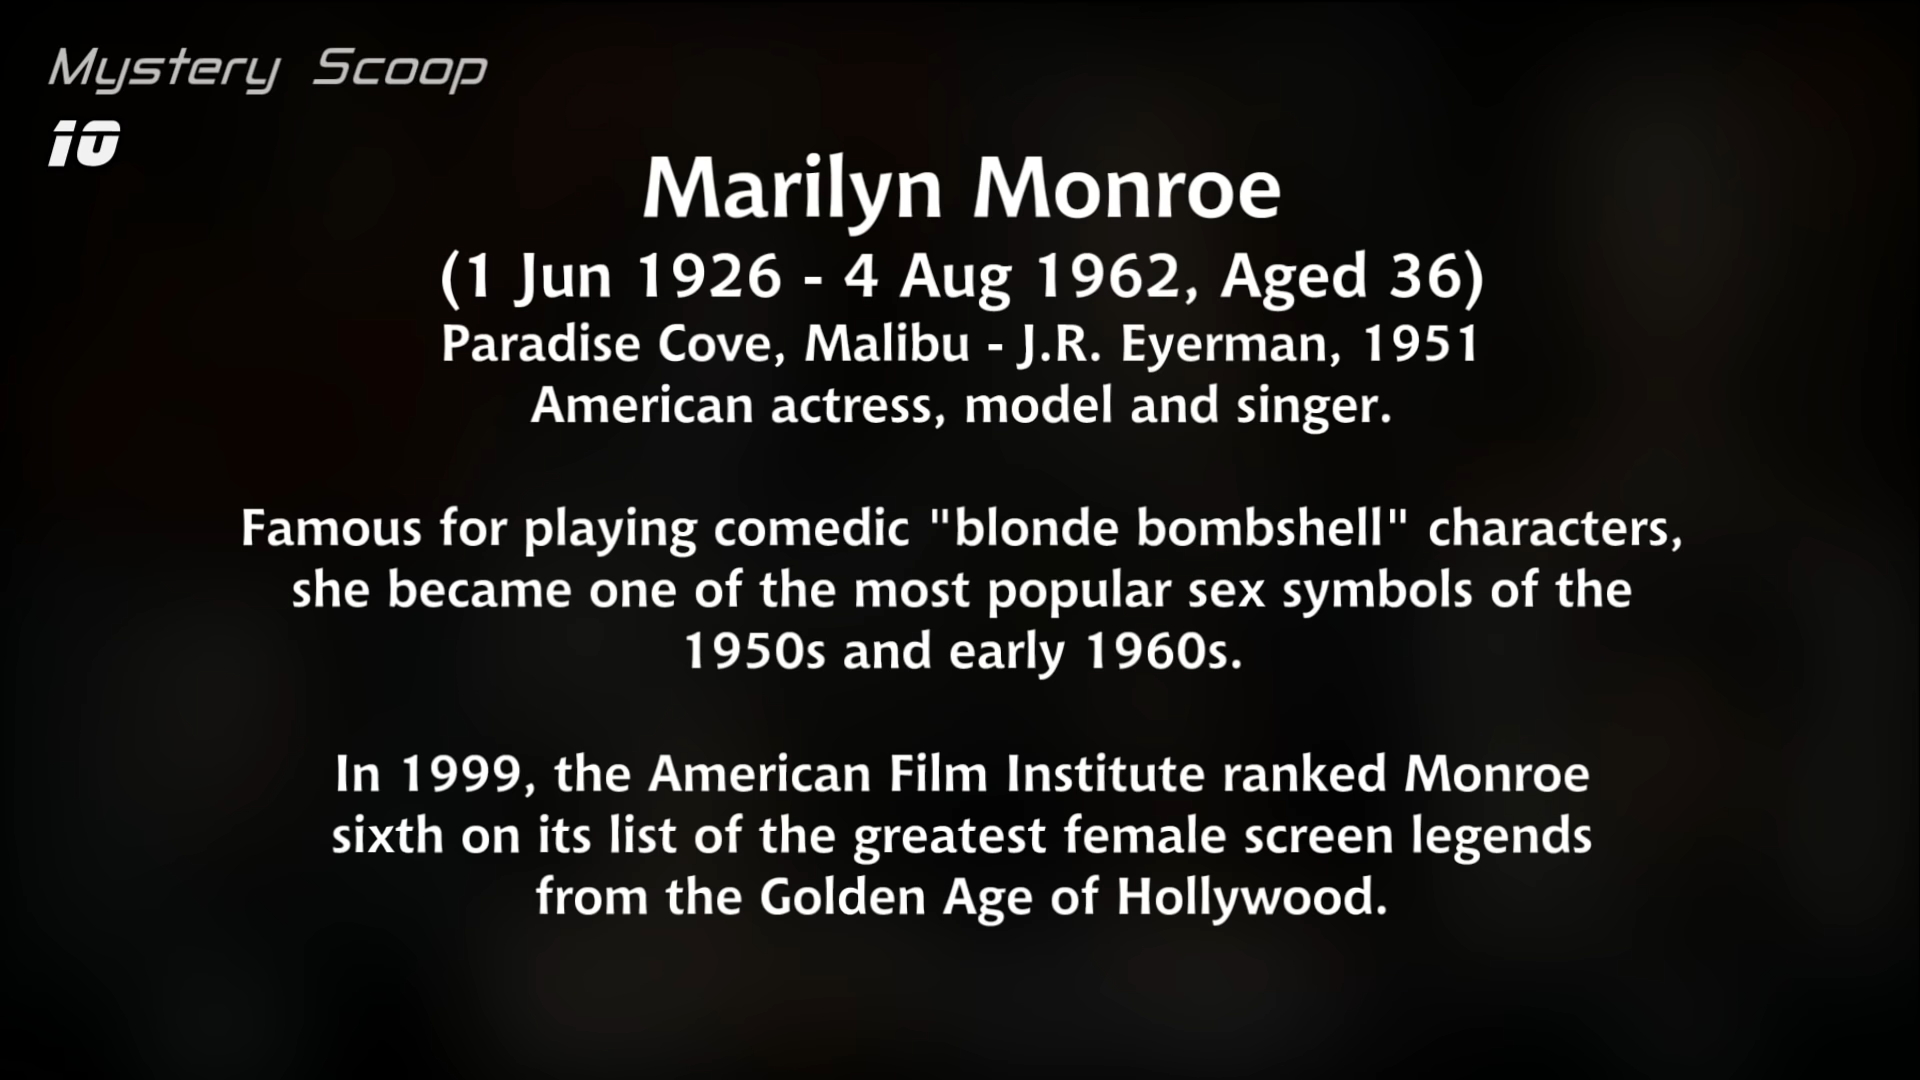 Mystery Scoop
10
Marilyn Monroe
(1 Jun 1926 - 4 Aug 1962, Aged 36)
Paradise Cove, Malibu - J.R. Eyerman, 1951
American actress, model and singer.
Famous for playing comedic "blonde bombshell" characters,
she became one of the most popular sex symbols of the
1950s and early 1960s.
In 1999, the American Film Institute ranked Monroe
sixth on its list of the greatest female screen legends
from the Golden Age of Hollywood.